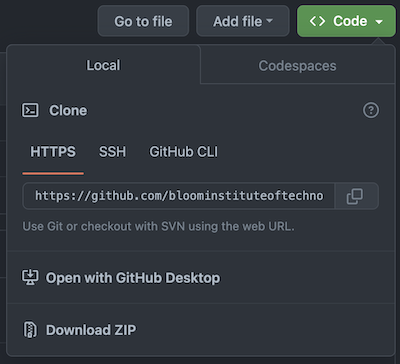 Go to file Add file Code
Local Codespaces
Clone
HTTPS SSH GitHub CLI
https://github.com/bloominstituteoftechno
Use Git or checkout with SVN using the web URL.
Open with GitHub Desktop
Download ZIP